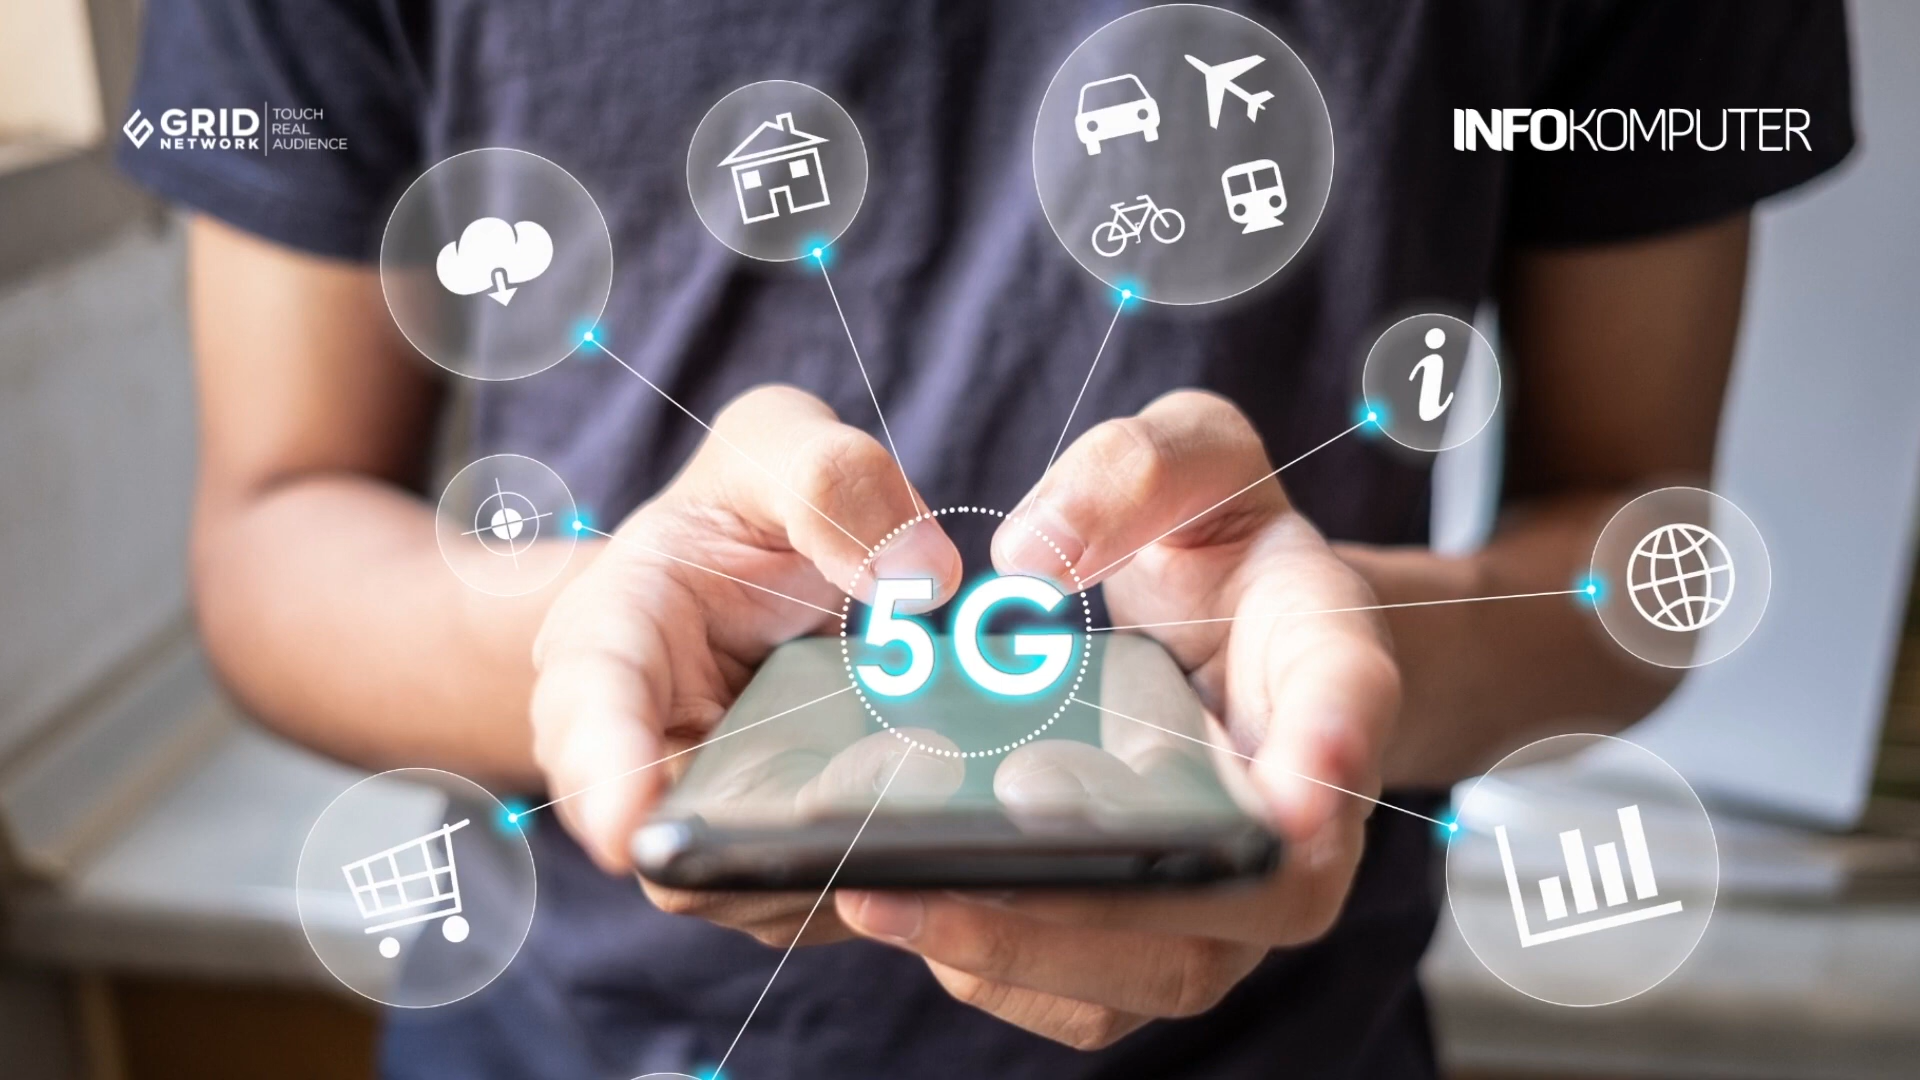 GRID
NETWORK
TOUCH
REAL
AUDIENCE
INFOKOMPUTER
i
5G